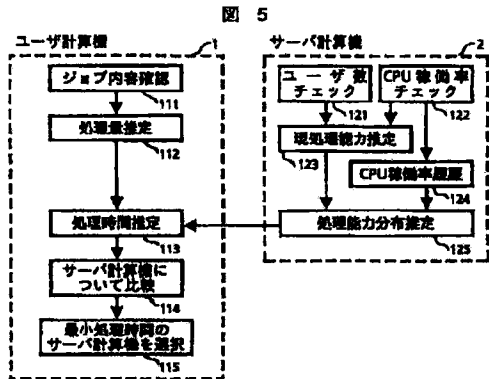 図 5
ユーザ計算機
1
ジョブ内容確認
111
処理量推定
112
処理時間推定
113
サーバ計算機に
ついて比較
114
最小処理時間の
サーバ計算機を選択
115
サーバ計算機
2
ユーザ数
チェック
121
CPU稼働率
チェック
122
現処理能力推定
123
CPU稼働率履歴
124
処理能力分布推定
125